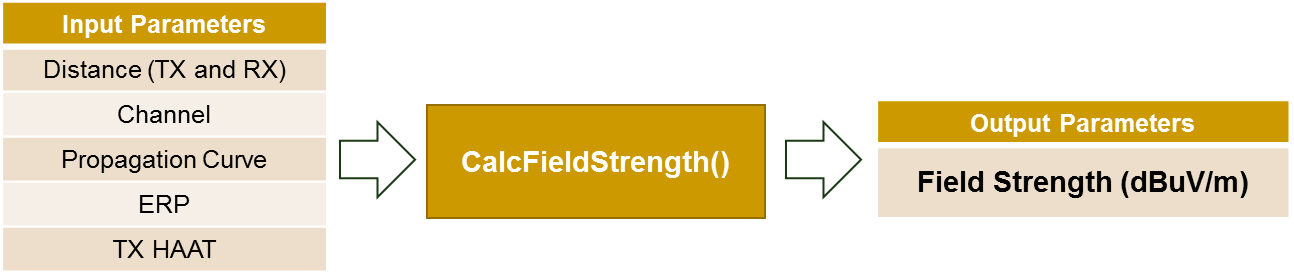 Input Parameters
Distance (TX and RX)
Channel
Propagation Curve
ERP
TX HAAT
CalcFieldStrength()
Output Parameters
Field Strength (dBuV/m)